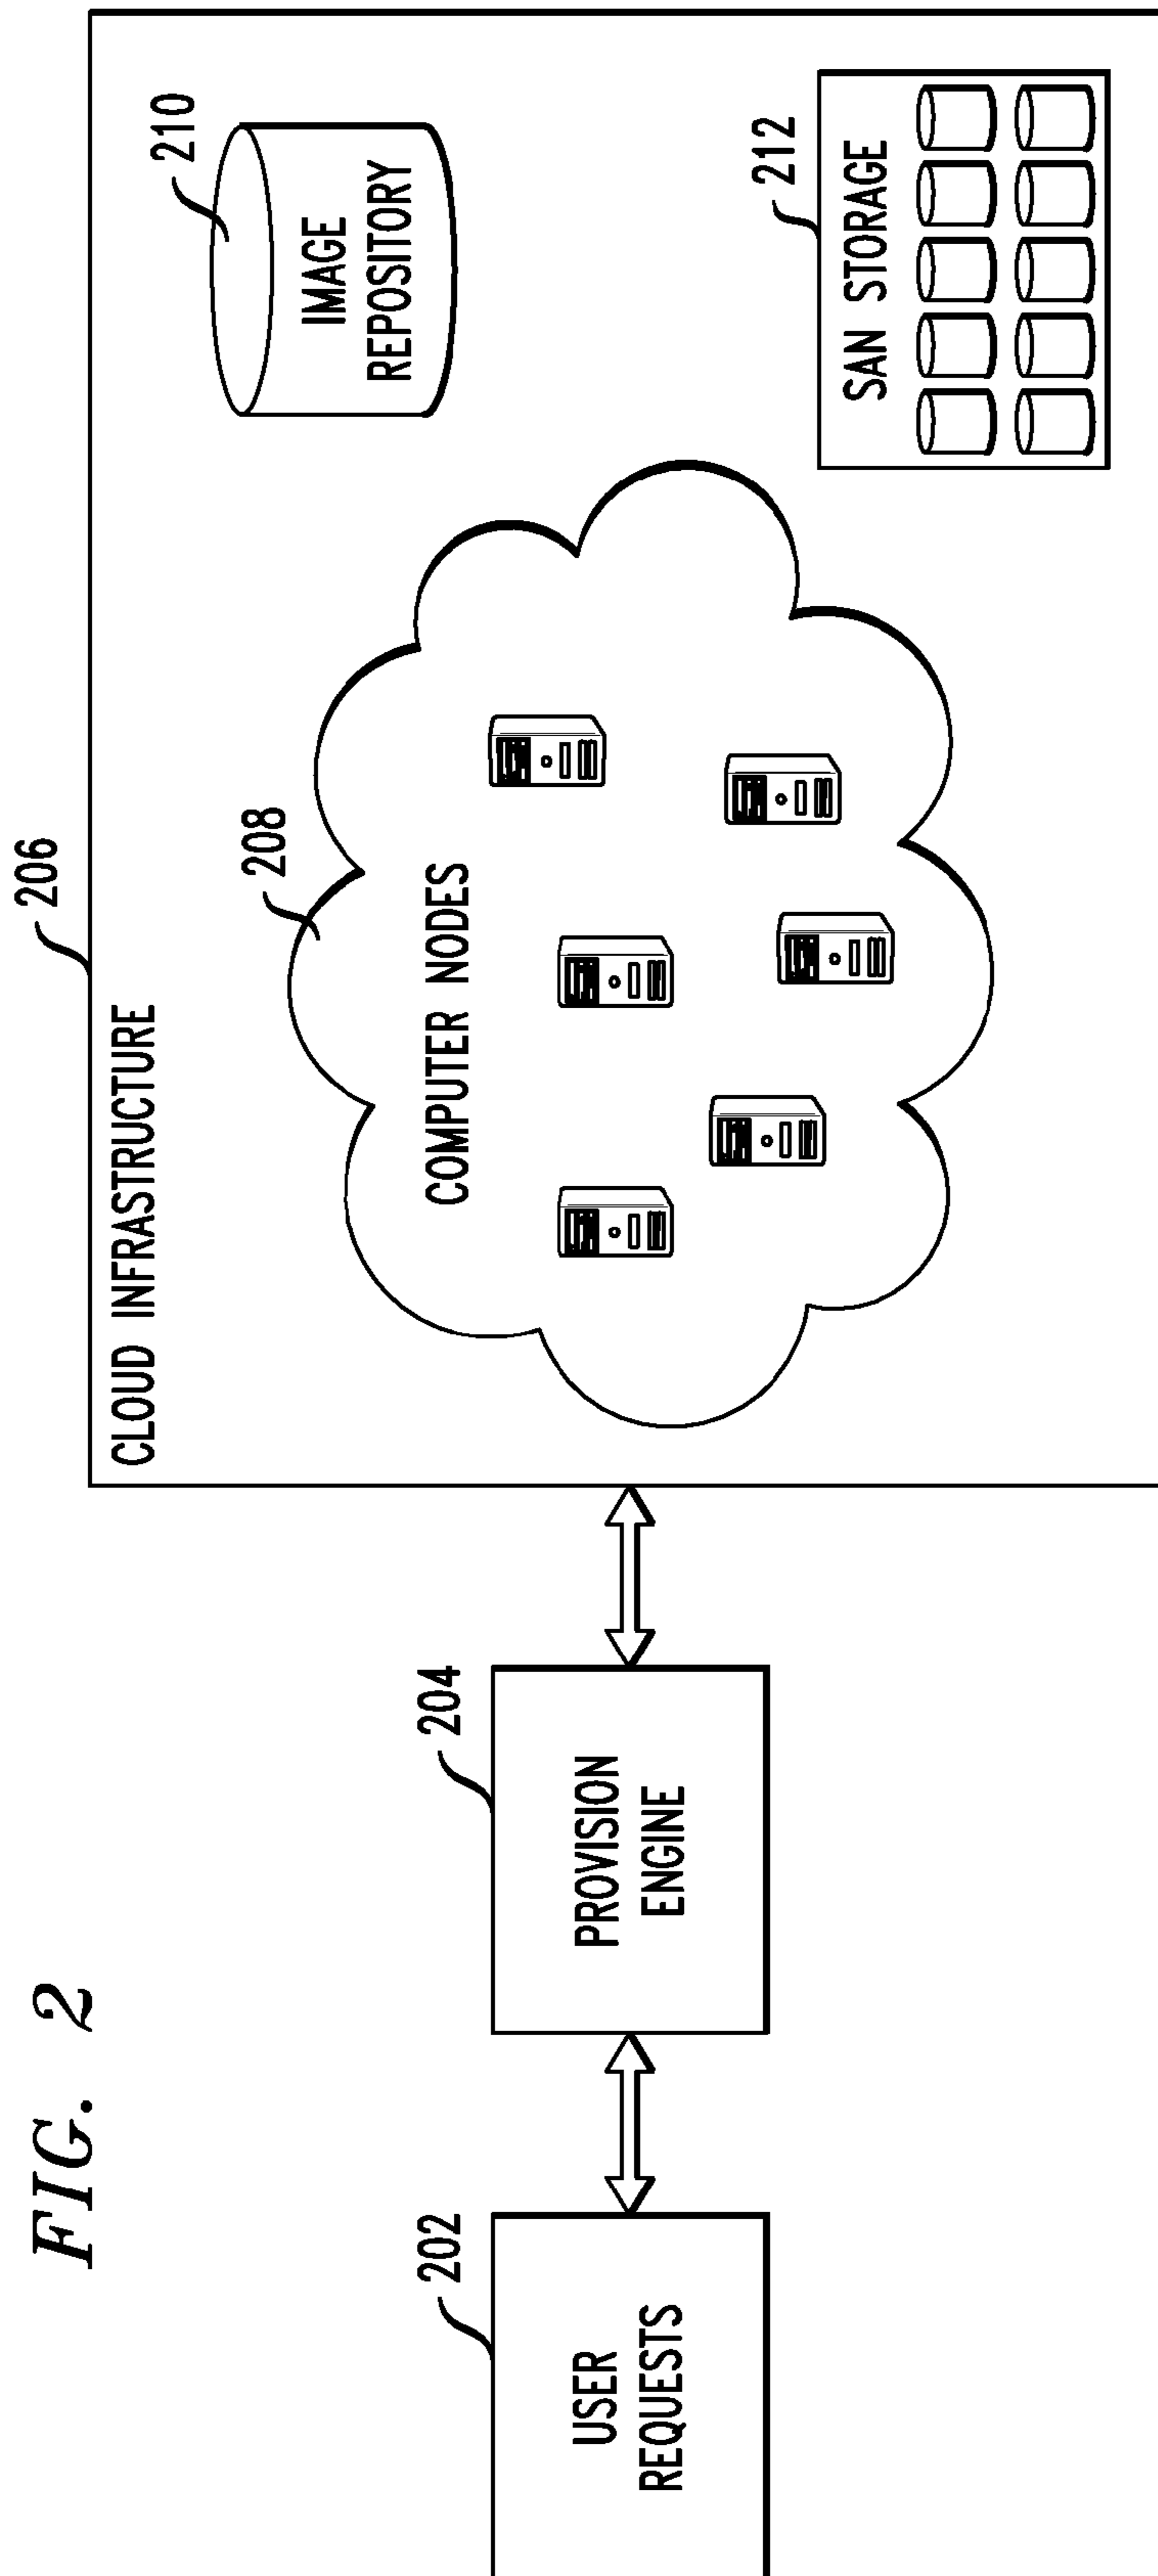 FIG. 2
202
USER
REQUESTS
204
PROVISION
ENGINE
206
CLOUD INFRASTRUCTURE
208
COMPUTER NODES
210
IMAGE
REPOSITORY
212
SAN STORAGE